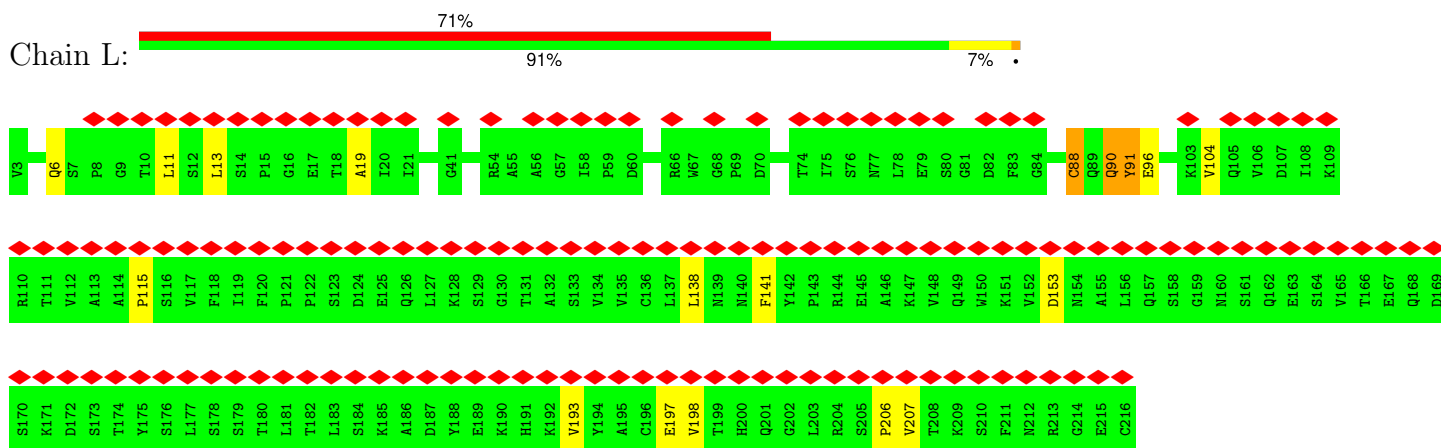 71%
Chain L:
91% 7% •
V3 Q6 S7 P8 G9 T10 L11 S12 L13 S14 P15 G16 E17 T18 A19 I20 I21 G41 R54 A55 A56 G57 I58 P59 D60 R66 W67 G68 P69 D70 T74 I75 S76 N77 L78 E79 S80 G81 D82 F83 G84 C88 Q89 Q90 Y91 E96 K103 V104 Q105 V106 D107 I108 K109
R110 T111 V112 A113 A114 P115 S116 V117 F118 I119 F120 P121 P122 S123 D124 E125 Q126 L127 K128 S129 G130 T131 A132 S133 V134 V135 C136 L137 L138 N139 N140 F141 Y142 P143 R144 E145 A146 K147 V148 Q149 W150 K151 V152 D153 N154 A155 L156 Q157 S158 G159 N160 S161 Q162 E163 S164 V165 T166 E167 Q168 D169
S170 K171 D172 S173 T174 Y175 S176 L177 S178 S179 T180 L181 T182 L183 S184 K185 A186 D187 Y188 E189 K190 H191 K192 V193 Y194 A195 C196 E197 V198 T199 H200 Q201 G202 L203 R204 S205 P206 V207 T208 K209 S210 F211 N212 R213 G214 E215 C216